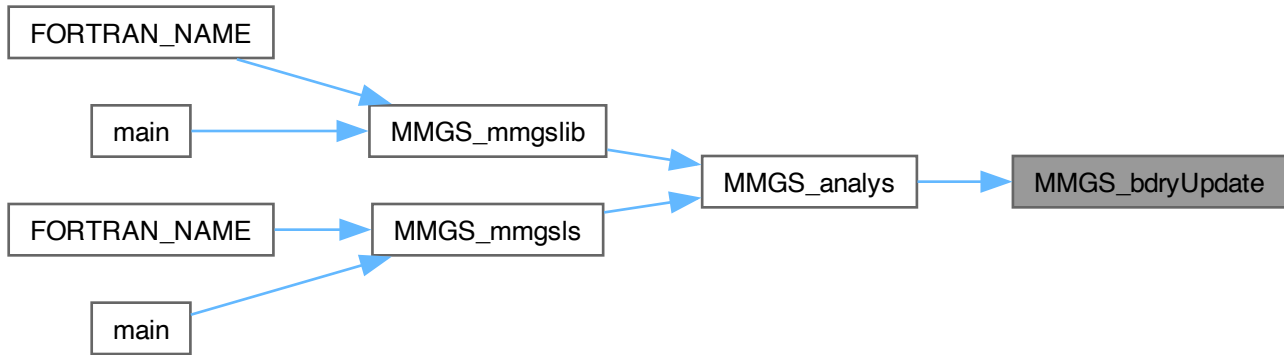 FORTRAN_NAME
main
MMGS_mmgslib
MMGS_analys
MMGS_bdryUpdate
FORTRAN_NAME
MMGS_mmgsls
main